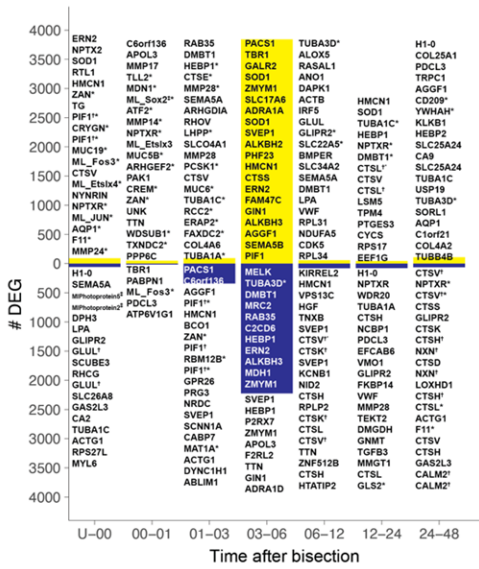 # DEG
4000
3500
3000
2500
2000
1500
1000
500
0
500
1000
1500
2000
2500
3000
3500
4000
ERN2
NPTX2
SOD1
RTL1
HMCN1
ZAN*
TG
PIF1†*
CRYGN*
PIF1†*
MUC19*
ML_Fos3*
CTSV
ML_Etslx4*
NYNRIN
NPTXR*
ML_JUN*
AQP1*
F11*
MMP24*
H1-0
SEMA5A
MIPhotoprotein5‡
MIPhotoprotein2‡
DPH3
LPA
GLIPR2
GLUL†
SCUBE3
RHCG
GLUL†
SLC26A8
GAS2L3
CA2
TUBA1C
ACTG1
RPS27L
MYL6
U–00
C6orf136
APOL3
MMP17
TLL2*
MDN1*
ML_Sox2‡*
ATF2*
MMP14*
NPTXR*
ML_Etslx3
MUC5B*
ARHGEF2*
PAK1
CREM*
ZAN*
UNK
TTN
WDSUB1*
TXNDC2*
PPP6C
TBR1
PABPN1
ML_Fos3*
PDCL3
ATP6V1G1
00–01
RAB35
DMBT1
HEBP1*
CTSE*
MMP28*
SEMA5A
ARHGDIA
RHOV
LHPP*
SLCO4A1
MMP28
PCSK1*
CTSV
MUC6*
TUBA1C*
RCC2*
ERAP2*
FAXDC2*
COL4A6
TUBA1A*
PACS1
C6orf136
AGGF1
PIF1†*
HMCN1
BCO1
ZAN*
PIF1†
RBM12B*
PIF1†*
GPR26
PRG3
NRDC
SVEP1
SCNN1A
CABP7
MAT1A*
ACTG1
DYNC1H1
ABLIM1
01–03
PACS1
TBR1
GALR2
SOD1
ZMYM1
SLC17A6
ADRA1A
SOD1
SVEP1
ALKBH2
PHF23
HMCN1
CTSS
ERN2
FAM47C
GIN1
ALKBH3
AGGF1
SEMA5B
PIF1
MELK
TUBA3D*
DMBT1
MRC2
RAB35
C2CD6
HEBP1
ERN2
ALKBH3
MDH1
ZMYM1
SVEP1
HEBP1
P2RX7
ZMYM1
APOL3
F2RL2
TTN
GIN1
ADRA1D
03–06
TUBA3D*
ALOX5
RASAL1
ANO1
DAPK1
ACTB
IRF5
GLUL
GLIPR2*
SLC22A5*
BMPER
SLC34A2
SEMA5A
DMBT1
LPA
VWF
RPL31
NDUFA5
CDK5
RPL34
KIRREL2
HMCN1
VPS13C
HGF
TNXB
SVEP1
CTSV†
CTSK†
SVEP1
KCNB1
NID2
CTSH
RPLP2
CTSK†
CTSL
CTSV†
TTN
ZNF512B
CTSH
HTATIP2
06–12
HMCN1
SOD1
TUBA1C*
HEBP1
DMBT1*
CTSL†
CTSL†
LSM5
TPM4
PTGES3
CYCS
RPS17
EEF1G
H1-0
NPTXR
WDR20
TUBA1A
CTSH
NCBP1
PDCL3
EFCAB6
VMO1
GLIPR2
FKBP14
VWF
MMP28
TEKT2
DMGDH
GNMT
TGFB3
MMGT1
CTSL
GLS2*
12–24
H1-0
COL25A1
PDCL3
TRPC1
AGGF1
CD209*
YWHAH*
KLKB1
HEBP2
SLC25A24
CA9
SLC25A24
TUBA1C
USP19
TUBA3D*
SORL1
AQP1
C1orf21
COL4A2
TUBB4B
CTSV†
NPTXR*
CTSV†*
CTSS
GLIPR2
CTSK
CTSH†
NXN†
CTSD
NXN†
LOXHD1
CTSH†
CTSL*
ACTG1
F11*
CTSV
CTSH
GAS2L3
CALM2†
CALM2†
24–48
Time after bisection